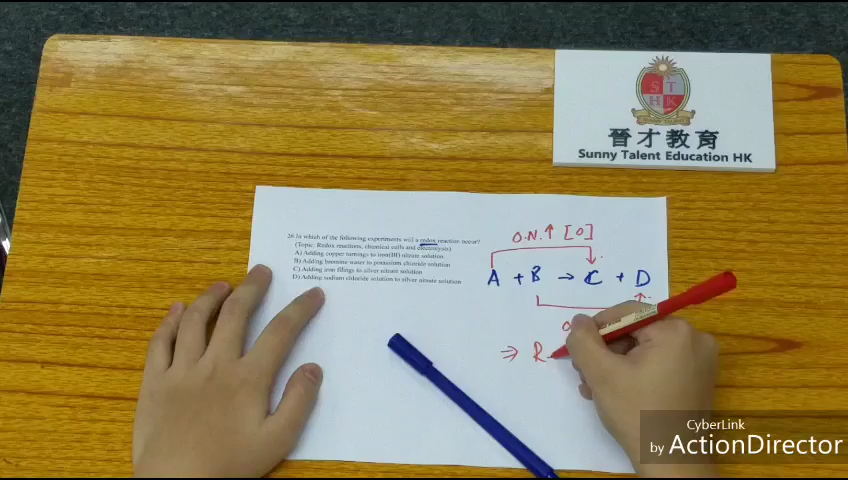 S T
H K
晉才教育
Sunny Talent Education HK
26 In which of the following experiments will a redox reaction occur?
(Topic: Redox reactions, chemical cells and electrolysis)
A) Adding copper turnings to iron(III) nitrate solution
B) Adding bromine water to potassium chloride solution
C) Adding iron fillings to silver nitrate solution
D) Adding sodium chloride solution to silver nitrate solution
O.N.↑ [O]
A + B → C + D
⇒ R
CyberLink
by ActionDirector